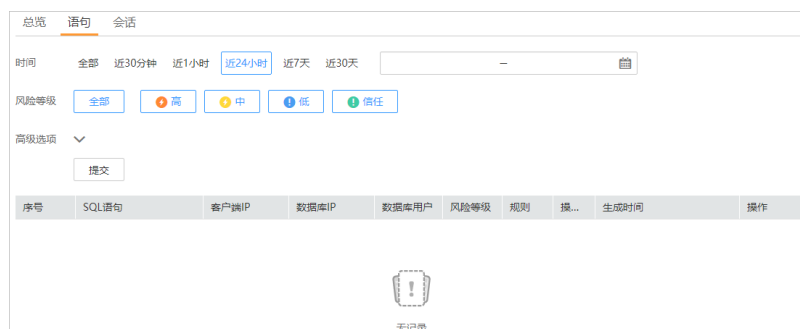 总览 语句 会话
时间 全部 近30分钟 近1小时 近24小时 近7天 近30天 –
风险等级 全部 高 中 低 信任
高级选项
提交
序号 SQL语句 客户端IP 数据库IP 数据库用户 风险等级 规则 操... 生成时间 操作
无记录